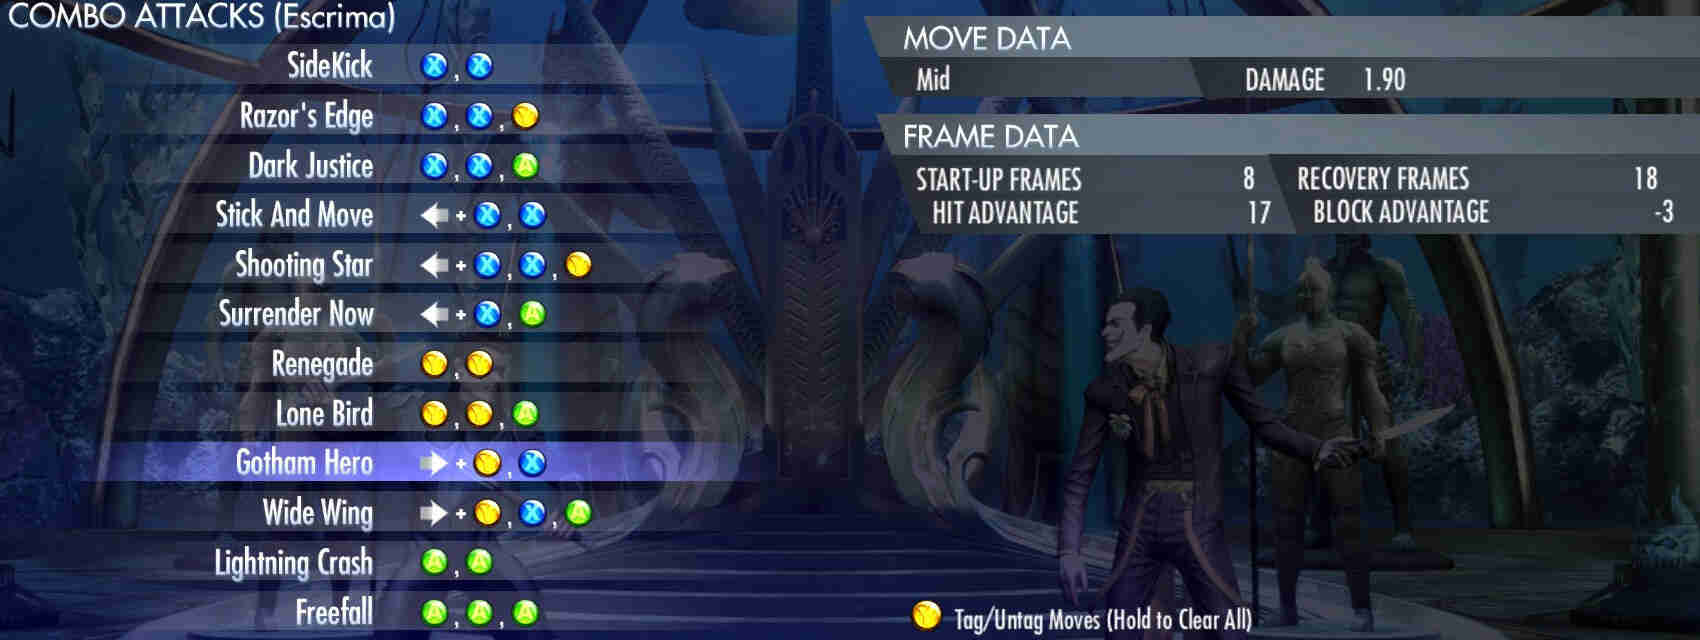 COMBO ATTACKS (Escrima)
SideKick X , X
Razor's Edge X , X , Y
Dark Justice X , X , A
Stick And Move + X , X
Shooting Star + X , X , Y
Surrender Now + X , A
Renegade Y , Y
Lone Bird Y , Y , A
Gotham Hero + Y , X
Wide Wing + Y , X , A
Lightning Crash A , A
Freefall A , A , A
MOVE DATA
Mid DAMAGE 1.90
FRAME DATA
START-UP FRAMES 8 RECOVERY FRAMES 18
HIT ADVANTAGE 17 BLOCK ADVANTAGE -3
Y Tag/Untag Moves (Hold to Clear All)